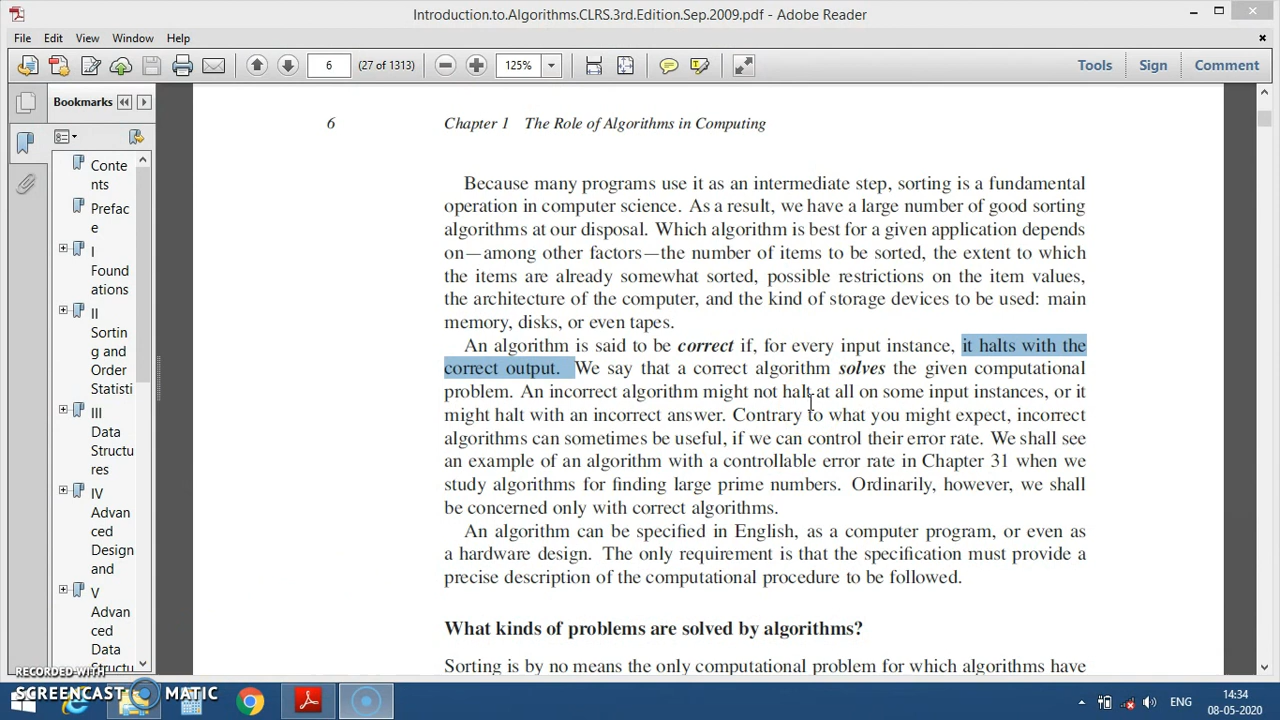 Introduction.to.Algorithms.CLRS.3rd.Edition.Sep.2009.pdf - Adobe Reader
File Edit View Window Help
6 (27 of 1313) 125% Tools Sign Comment
Bookmarks
Conte
nts
Prefac
e
I
Found
ations
II
Sortin
g and
Order
Statisti
III
Data
Structu
res
IV
Advan
ced
Design
and
V
Advan
ced
Data
Structu
6 Chapter 1 The Role of Algorithms in Computing
Because many programs use it as an intermediate step, sorting is a fundamental
operation in computer science. As a result, we have a large number of good sorting
algorithms at our disposal. Which algorithm is best for a given application depends
on—among other factors—the number of items to be sorted, the extent to which
the items are already somewhat sorted, possible restrictions on the item values,
the architecture of the computer, and the kind of storage devices to be used: main
memory, disks, or even tapes.
An algorithm is said to be correct if, for every input instance, it halts with the
correct output. We say that a correct algorithm solves the given computational
problem. An incorrect algorithm might not halt at all on some input instances, or it
might halt with an incorrect answer. Contrary to what you might expect, incorrect
algorithms can sometimes be useful, if we can control their error rate. We shall see
an example of an algorithm with a controllable error rate in Chapter 31 when we
study algorithms for finding large prime numbers. Ordinarily, however, we shall
be concerned only with correct algorithms.
An algorithm can be specified in English, as a computer program, or even as
a hardware design. The only requirement is that the specification must provide a
precise description of the computational procedure to be followed.
What kinds of problems are solved by algorithms?
Sorting is by no means the only computational problem for which algorithms have
RECORDED WITH
SCREENCAST MATIC
ENG
14:34
08-05-2020